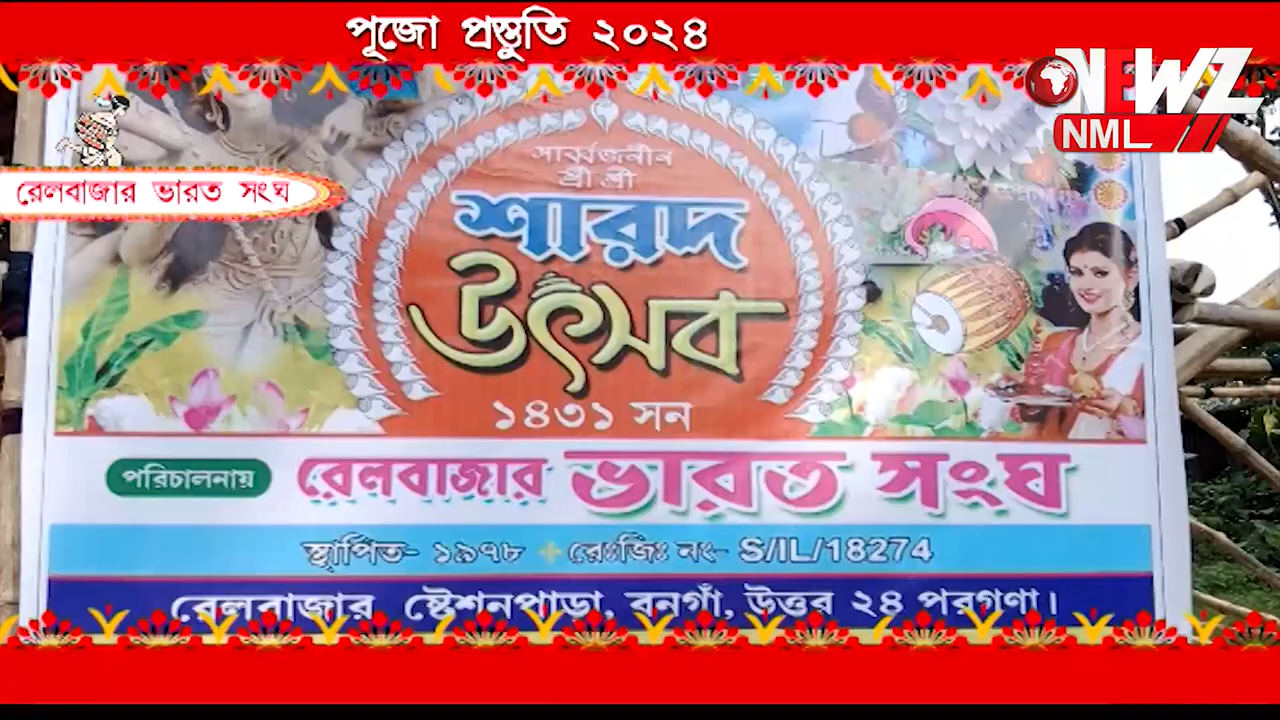 পূজো প্রস্তুতি ২০২৪
NEWZ
NML
রেলবাজার ভারত সংঘ
সার্ব্বজনীন
শ্রী শ্রী
শারদ
উৎসব
১৪৩১ সন
পরিচালনায় রেলবাজার ভারত সংঘ
স্থাপিত- ১৯৭৮ রেঃজিঃ নং- S/IL/18274
রেলবাজার ষ্টেশনপাড়া, বনগাঁ, উত্তর ২৪ পরগণা।